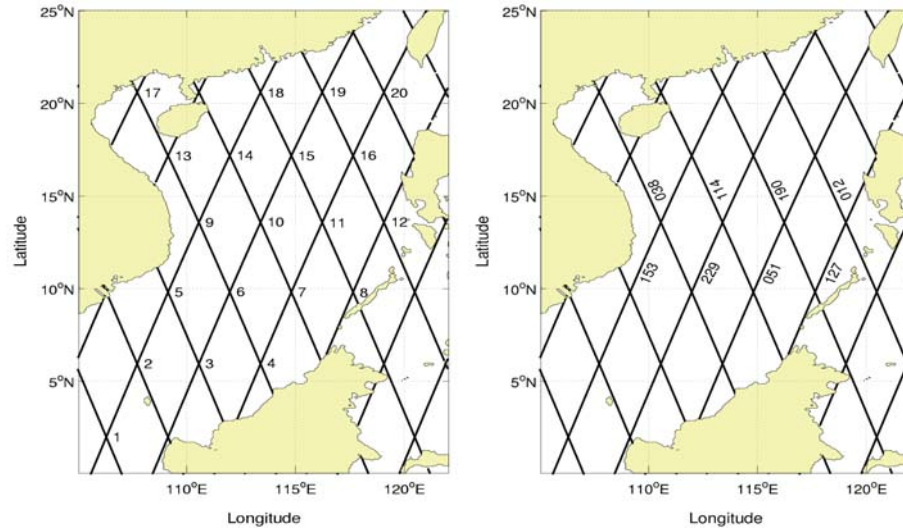 25°N
20°N
15°N
10°N
5°N
Latitude
110°E 115°E 120°E
Longitude
17 18 19 20
13 14 15 16
9 10 11 12
5 6 7 8
2 3 4
1
25°N
20°N
15°N
10°N
5°N
Latitude
110°E 115°E 120°E
Longitude
038 114 190 012
153 229 051 127